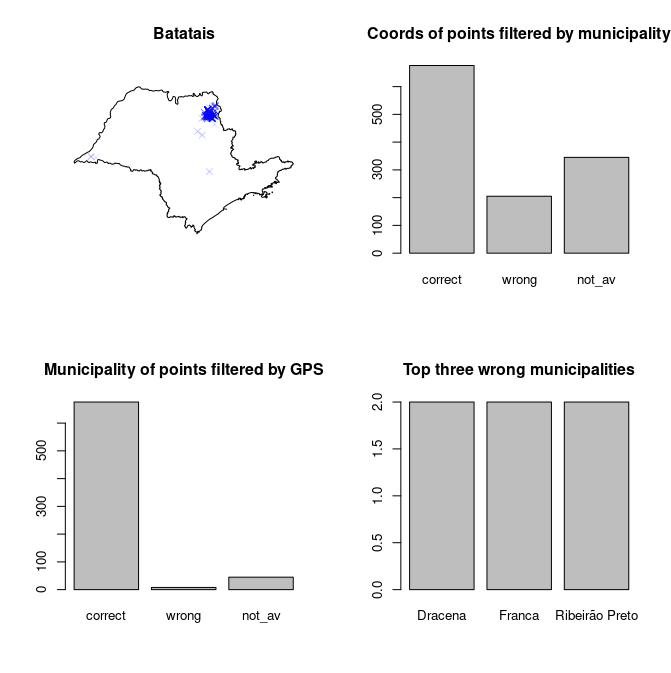 Batatais
Coords of points filtered by municipality
500
300
100
0
correct wrong not_av
Municipality of points filtered by GPS
500
300
100
0
correct wrong not_av
Top three wrong municipalities
2.0
1.5
1.0
0.5
0.0
Dracena Franca Ribeirão Preto